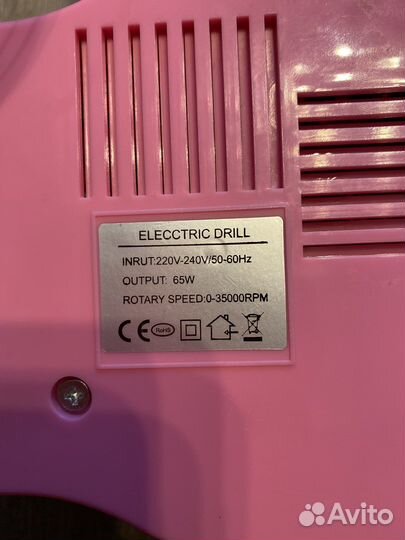 ELECCTRIC DRILL
INRUT:220V-240V/50-60Hz
OUTPUT: 65W
ROTARY SPEED:0-35000RPM
CE RoHS
Avito